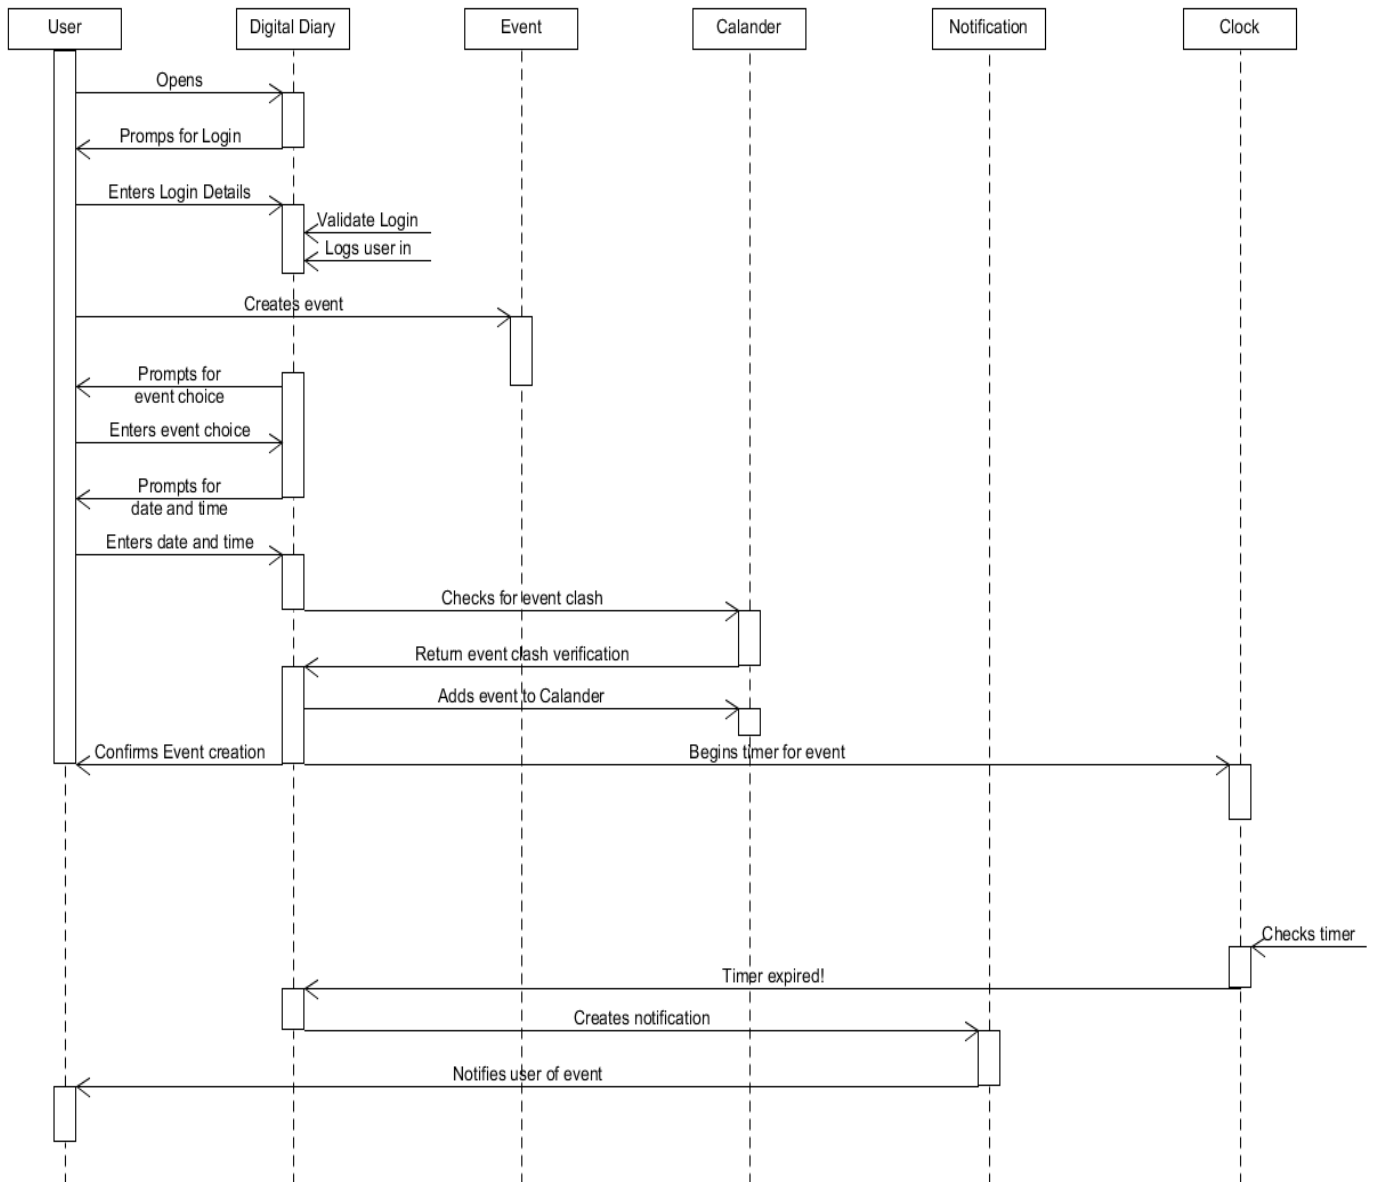 User
Digital Diary
Event
Calander
Notification
Clock
Opens
Promps for Login
Enters Login Details
Validate Login
Logs user in
Creates event
Prompts for
event choice
Enters event choice
Prompts for
date and time
Enters date and time
Checks for event clash
Return event clash verification
Adds event to Calander
Confirms Event creation
Begins timer for event
Checks timer
Timer expired!
Creates notification
Notifies user of event